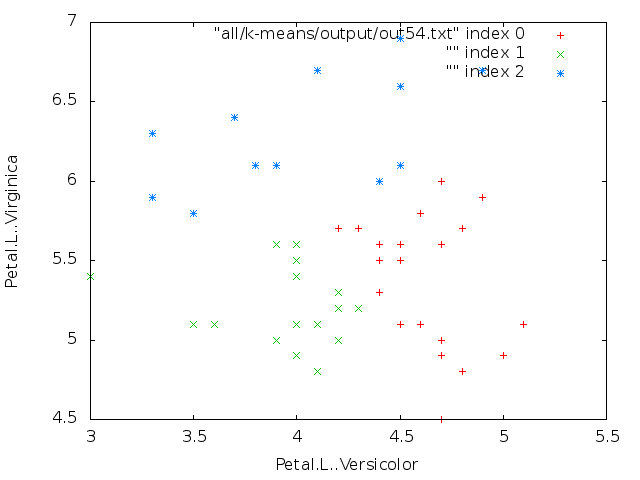 7
6.5
6
5.5
5
4.5
3
3.5
4
4.5
5
5.5
Petal.L..Virginica
Petal.L..Versicolor
"all/k-means/output/out54.txt" index 0
"" index 1
"" index 2